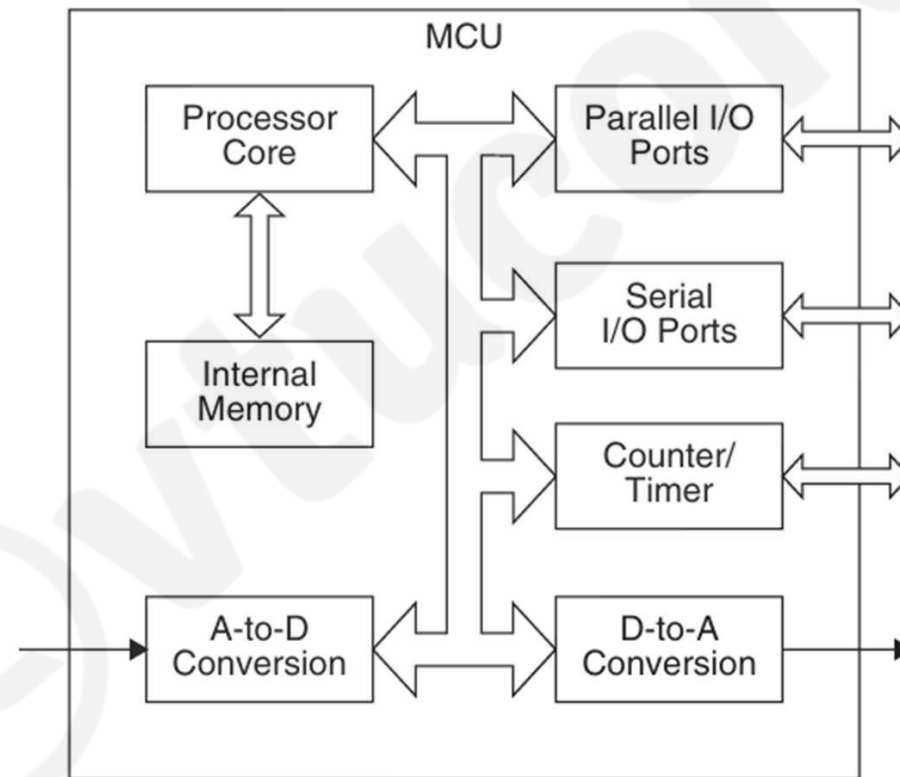 MCU
Processor
Core
Parallel I/O
Ports
Serial
I/O Ports
Internal
Memory
Counter/
Timer
A-to-D
Conversion
D-to-A
Conversion